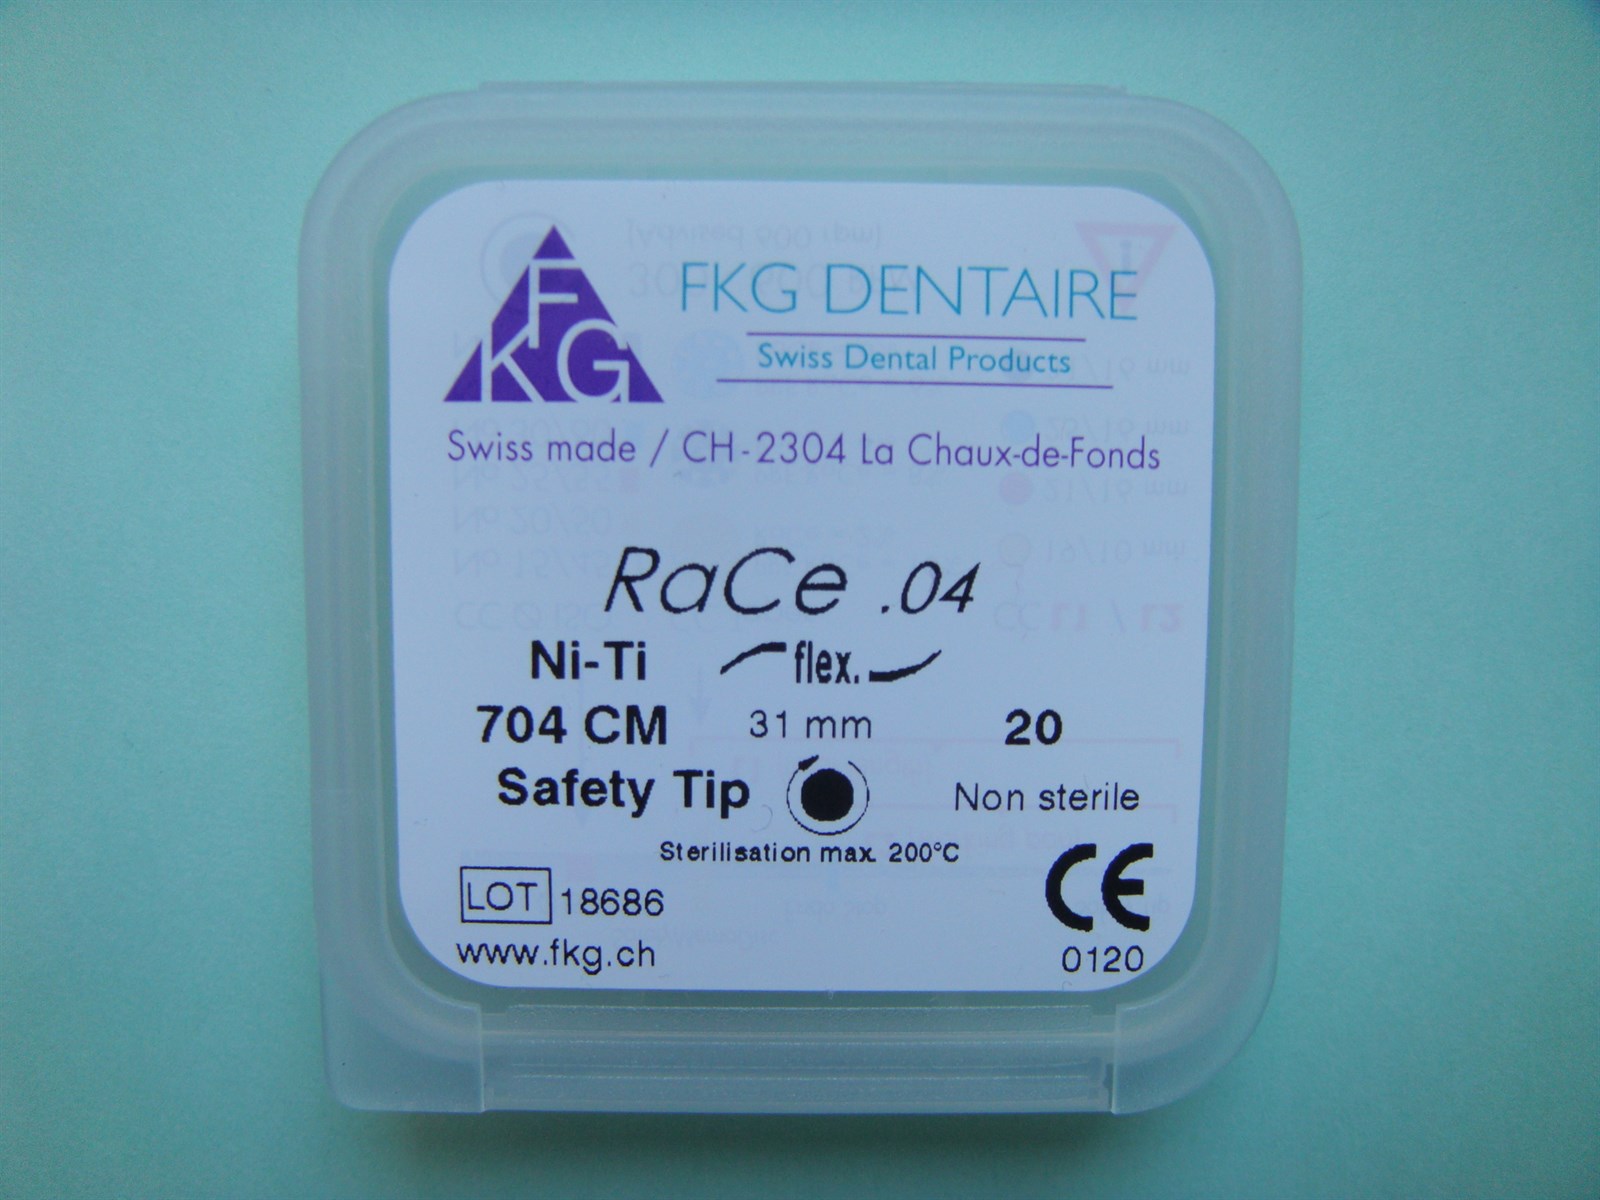 FKG
FKG DENTAIRE
Swiss Dental Products
Swiss made / CH-2304 La Chaux-de-Fonds
RaCe .04
Ni-Ti flex.
704 CM 31 mm 20
Safety Tip Non sterile
Sterilisation max. 200°C
LOT 18686 CE
www.fkg.ch 0120